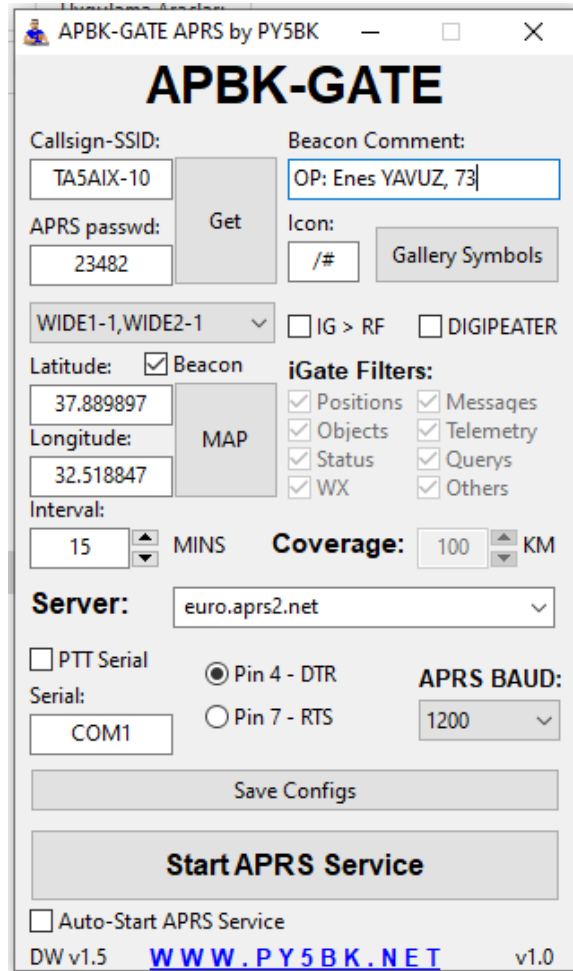 Uygulama Araçları
APBK-GATE APRS by PY5BK
APBK-GATE
Callsign-SSID:
Beacon Comment:
TA5AIX-10
Get
OP: Enes YAVUZ, 73
APRS passwd:
Icon:
23482
/#
Gallery Symbols
WIDE1-1,WIDE2-1
IG > RF
DIGIPEATER
Latitude:
Beacon
iGate Filters:
37.889897
MAP
Positions
Messages
Longitude:
Objects
Telemetry
32.518847
Status
Querys
WX
Others
Interval:
15
MINS
Coverage:
100
KM
Server:
euro.aprs2.net
PTT Serial
Pin 4 - DTR
APRS BAUD:
Serial:
Pin 7 - RTS
1200
COM1
Save Configs
Start APRS Service
Auto-Start APRS Service
DW v1.5
WWW.PY5BK.NET
v1.0